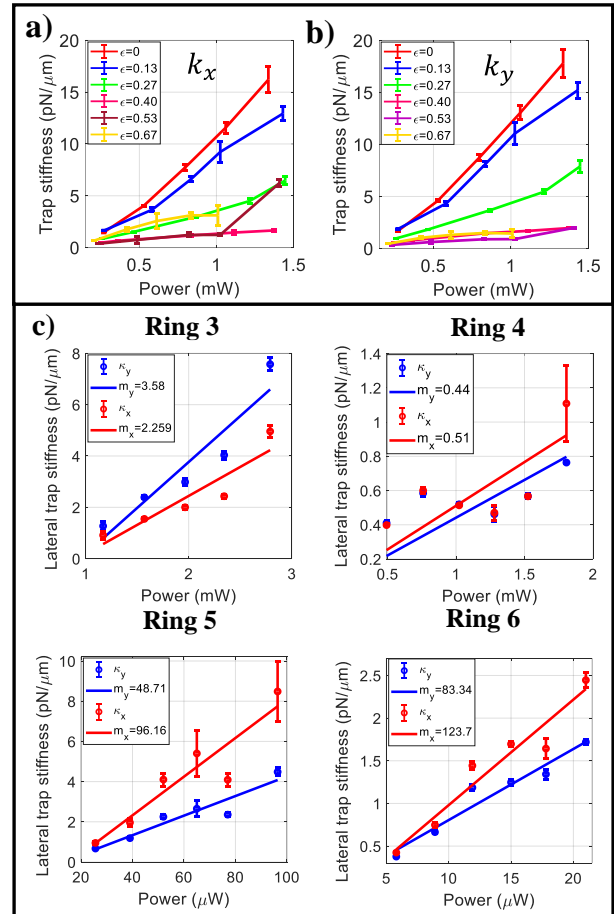 a)
k_x
Trap stiffness (pN/μm)
20
15
10
5
0
ϵ=0
ϵ=0.13
ϵ=0.27
ϵ=0.40
ϵ=0.53
ϵ=0.67
0.5
1
1.5
Power (mW)
b)
k_y
Trap stiffness (pN/μm)
20
15
10
5
0
ϵ=0
ϵ=0.13
ϵ=0.27
ϵ=0.40
ϵ=0.53
ϵ=0.67
0.5
1
1.5
Power (mW)
c)
Ring 3
Lateral trap stiffness (pN/μm)
8
6
4
2
0
κ_y
m_y=3.58
κ_x
m_x=2.259
1
2
3
Power (mW)
Ring 4
Lateral trap stiffness (pN/μm)
1.4
1.2
1
0.8
0.6
0.4
0.2
κ_y
m_y=0.44
κ_x
m_x=0.51
0.5
1
1.5
2
Power (mW)
Ring 5
Lateral trap stiffness (pN/μm)
10
8
6
4
2
0
κ_y
m_y=48.71
κ_x
m_x=96.16
20
40
60
80
100
Power (μW)
Ring 6
Lateral trap stiffness (pN/μm)
2.5
2
1.5
1
0.5
κ_y
m_y=83.34
κ_x
m_x=123.7
5
10
15
20
Power (μW)